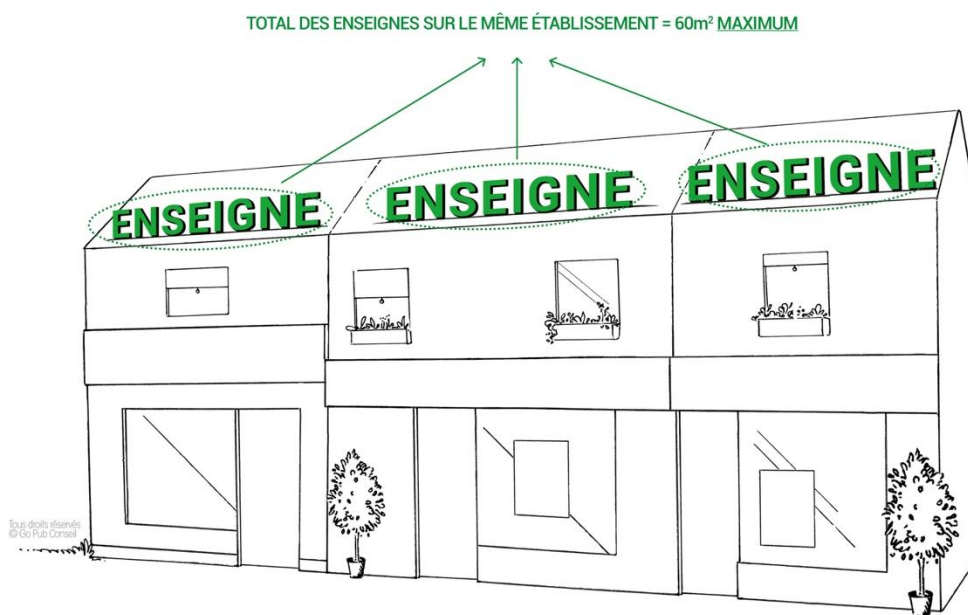 TOTAL DES ENSEIGNES SUR LE MÊME ÉTABLISSEMENT = 60m² MAXIMUM
ENSEIGNE
ENSEIGNE
ENSEIGNE
Tous droits réservés
© Go Pub Conseil